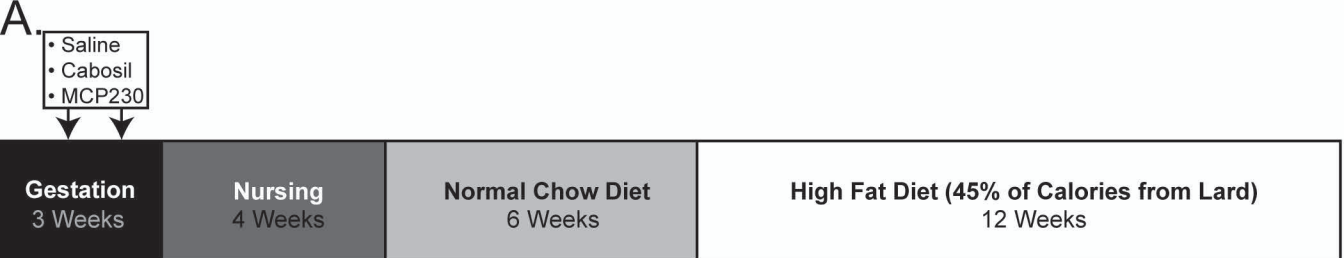 A.
• Saline
• Cabosil
• MCP230
Gestation
3 Weeks
Nursing
4 Weeks
Normal Chow Diet
6 Weeks
High Fat Diet (45% of Calories from Lard)
12 Weeks